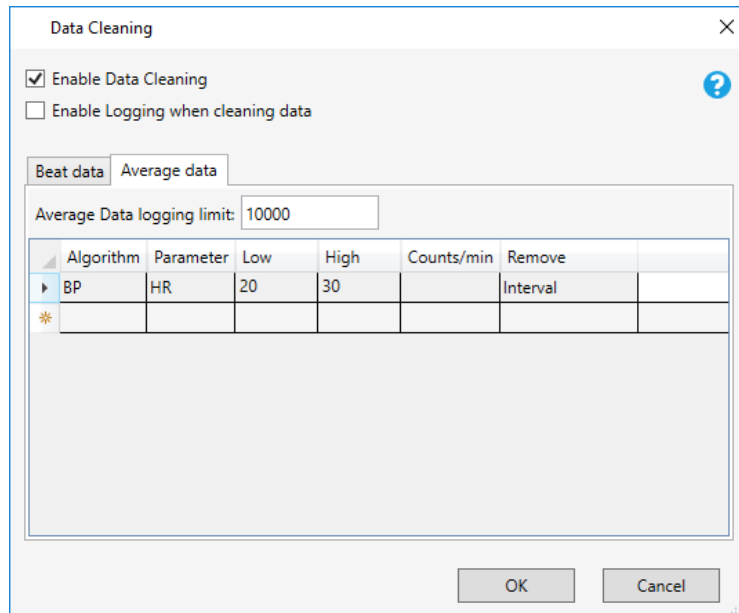 Data Cleaning
Enable Data Cleaning
?
Enable Logging when cleaning data
Beat data Average data
Average Data logging limit: 10000
Algorithm Parameter Low High Counts/min Remove
BP HR 20 30 Interval
OK Cancel